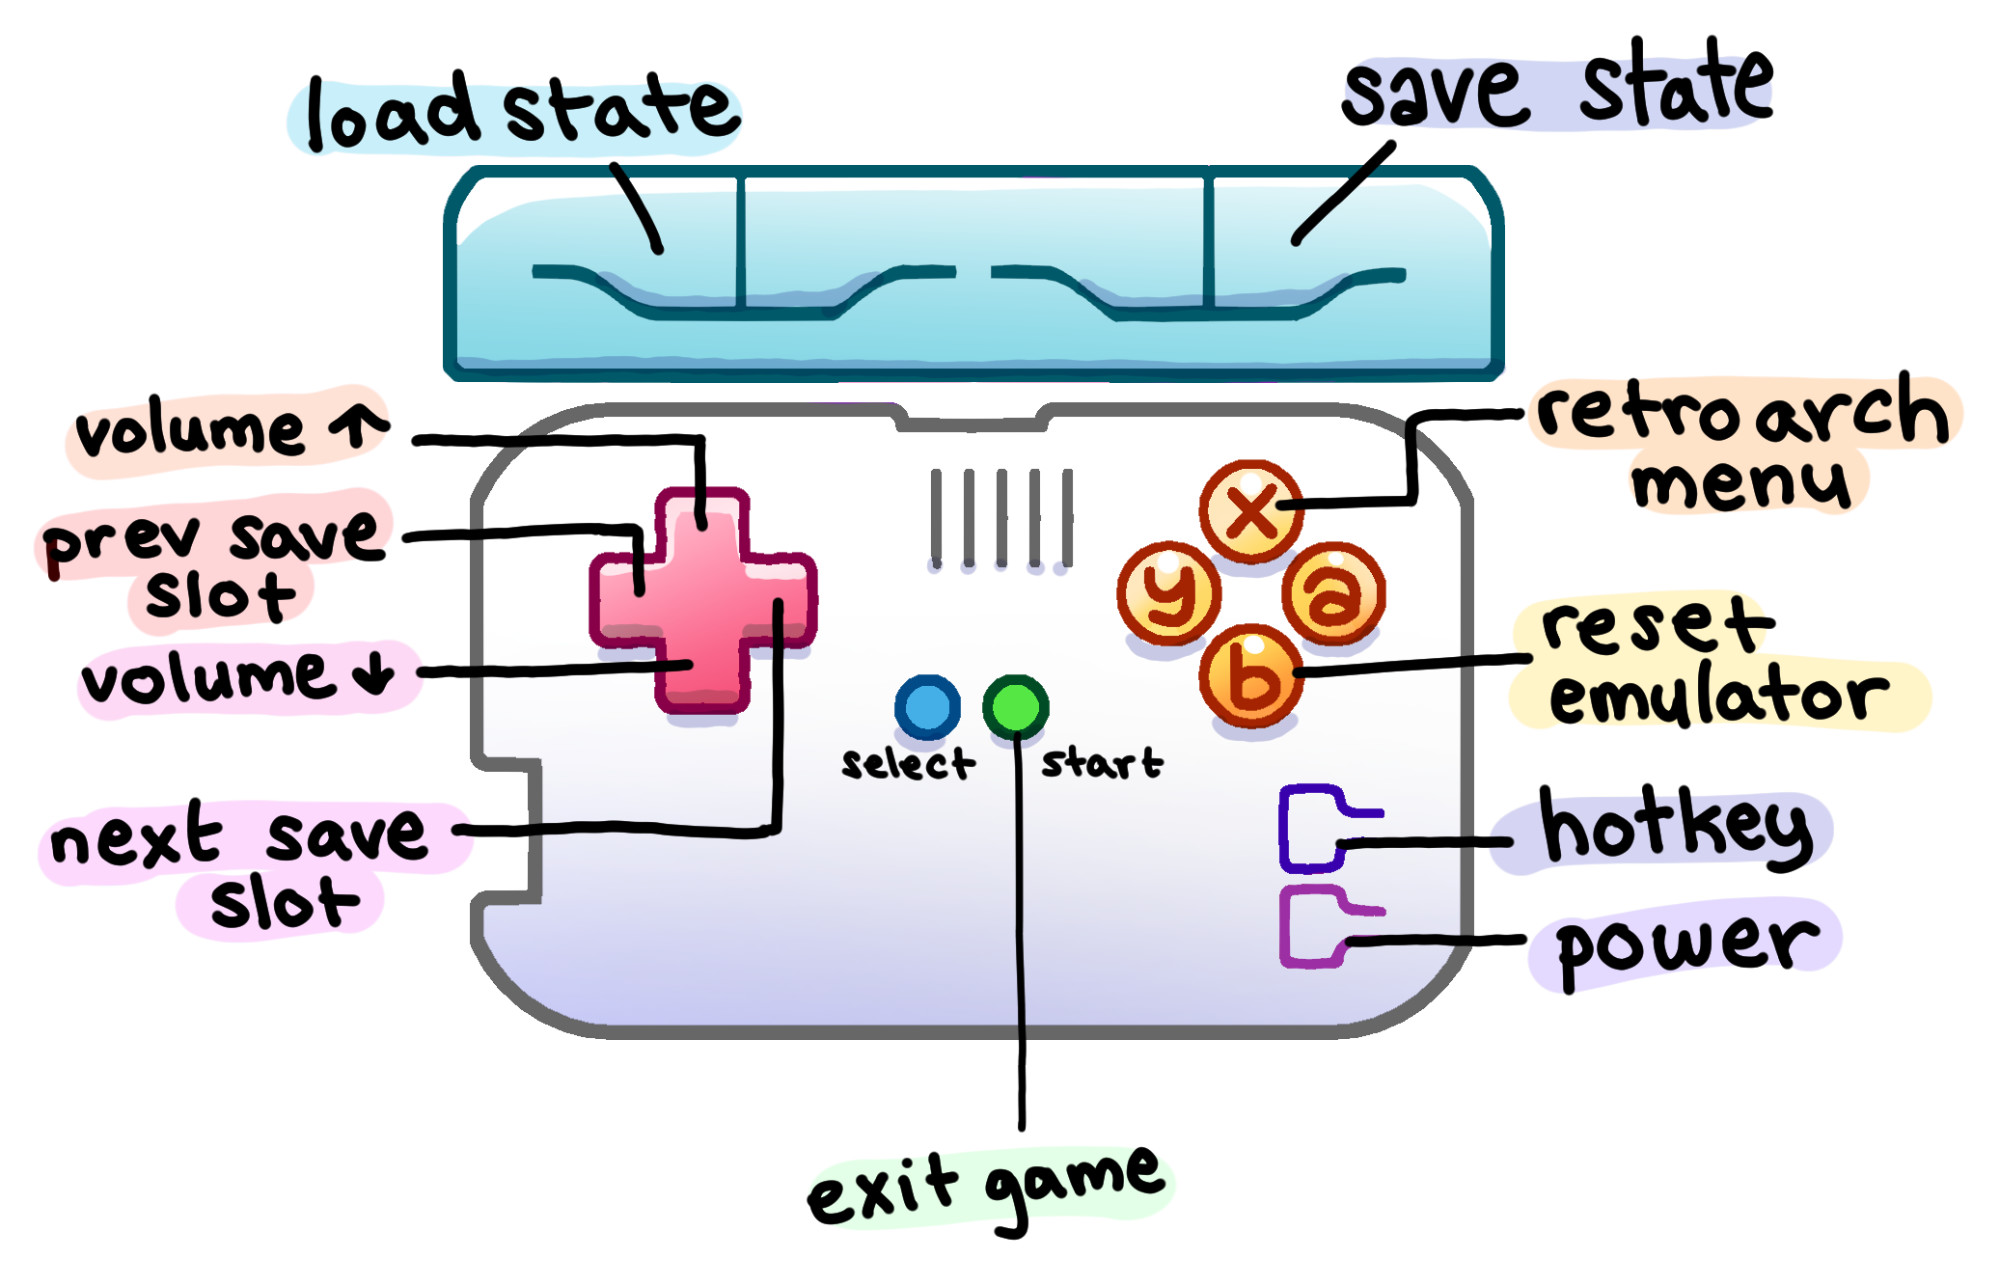 load state
save state
volume ↑
prev save
slot
volume ↓
next save
slot
x
y
a
b
select
start
retroarch
menu
reset
emulator
hotkey
power
exit game